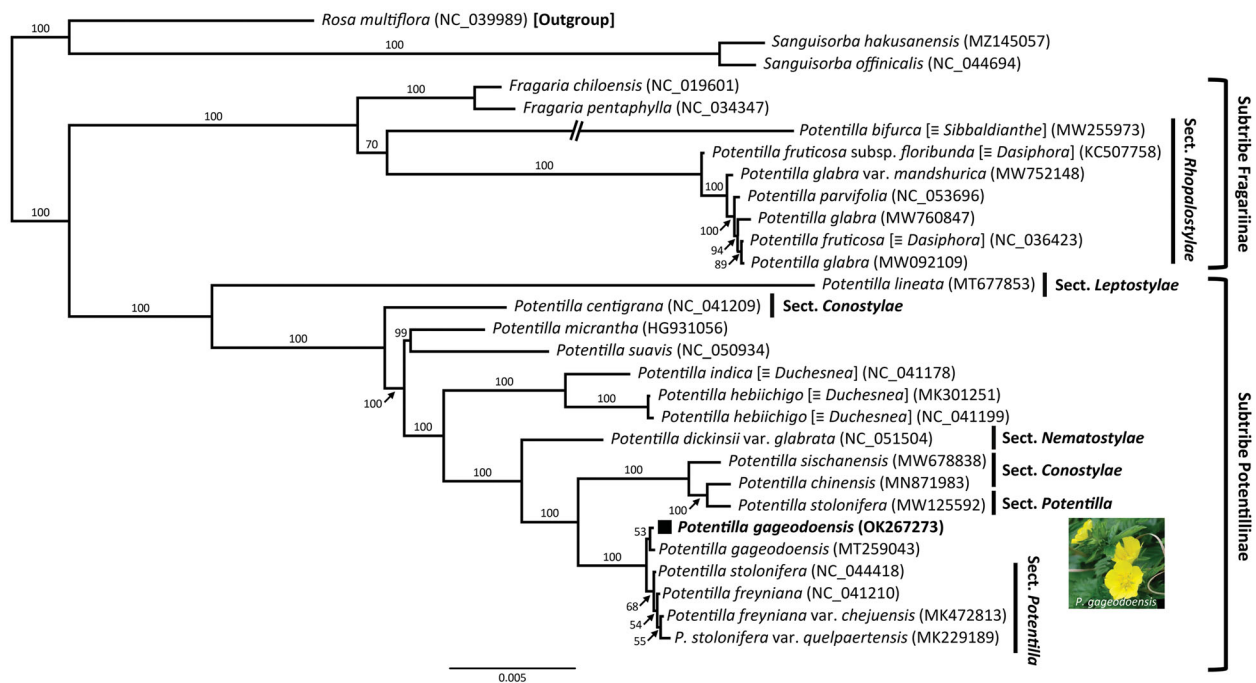 Rosa multiflora (NC_039989) [Outgroup]
100
100
Sanguisorba hakusanensis (MZ145057)
Sanguisorba offinicalis (NC_044694)
Fragaria chiloensis (NC_019601)
100
Fragaria pentaphylla (NC_034347)
100
Potentilla bifurca [≡ Sibbaldianthe] (MW255973)
70
Potentilla fruticosa subsp. floribunda [≡ Dasiphora] (KC507758)
100
Potentilla glabra var. mandshurica (MW752148)
100
Potentilla parvifolia (NC_053696)
100
Potentilla glabra (MW760847)
100
Potentilla fruticosa [≡ Dasiphora] (NC_036423)
94
Potentilla glabra (MW092109)
89
Sect. Rhopalostylae
Subtribe Fragariinae
Potentilla lineata (MT677853)
Sect. Leptostylae
100
Potentilla centigrana (NC_041209)
Sect. Conostylae
100
Potentilla micrantha (HG931056)
99
Potentilla suavis (NC_050934)
Potentilla indica [≡ Duchesnea] (NC_041178)
100
Potentilla hebiichigo [≡ Duchesnea] (MK301251)
100
100
Potentilla hebiichigo [≡ Duchesnea] (NC_041199)
100
Potentilla dickinsii var. glabrata (NC_051504)
Sect. Nematostylae
100
Potentilla sischanensis (MW678838)
Sect. Conostylae
100
Potentilla chinensis (MN871983)
Potentilla stolonifera (MW125592)
Sect. Potentilla
100
100
Potentilla gageodoensis (OK267273)
53
Potentilla gageodoensis (MT259043)
100
Potentilla stolonifera (NC_044418)
Potentilla freyniana (NC_041210)
68
Potentilla freyniana var. chejuensis (MK472813)
54
P. stolonifera var. quelpaertensis (MK229189)
55
Sect. Potentilla
P. gageodoensis
Subtribe Potentillinae
0.005